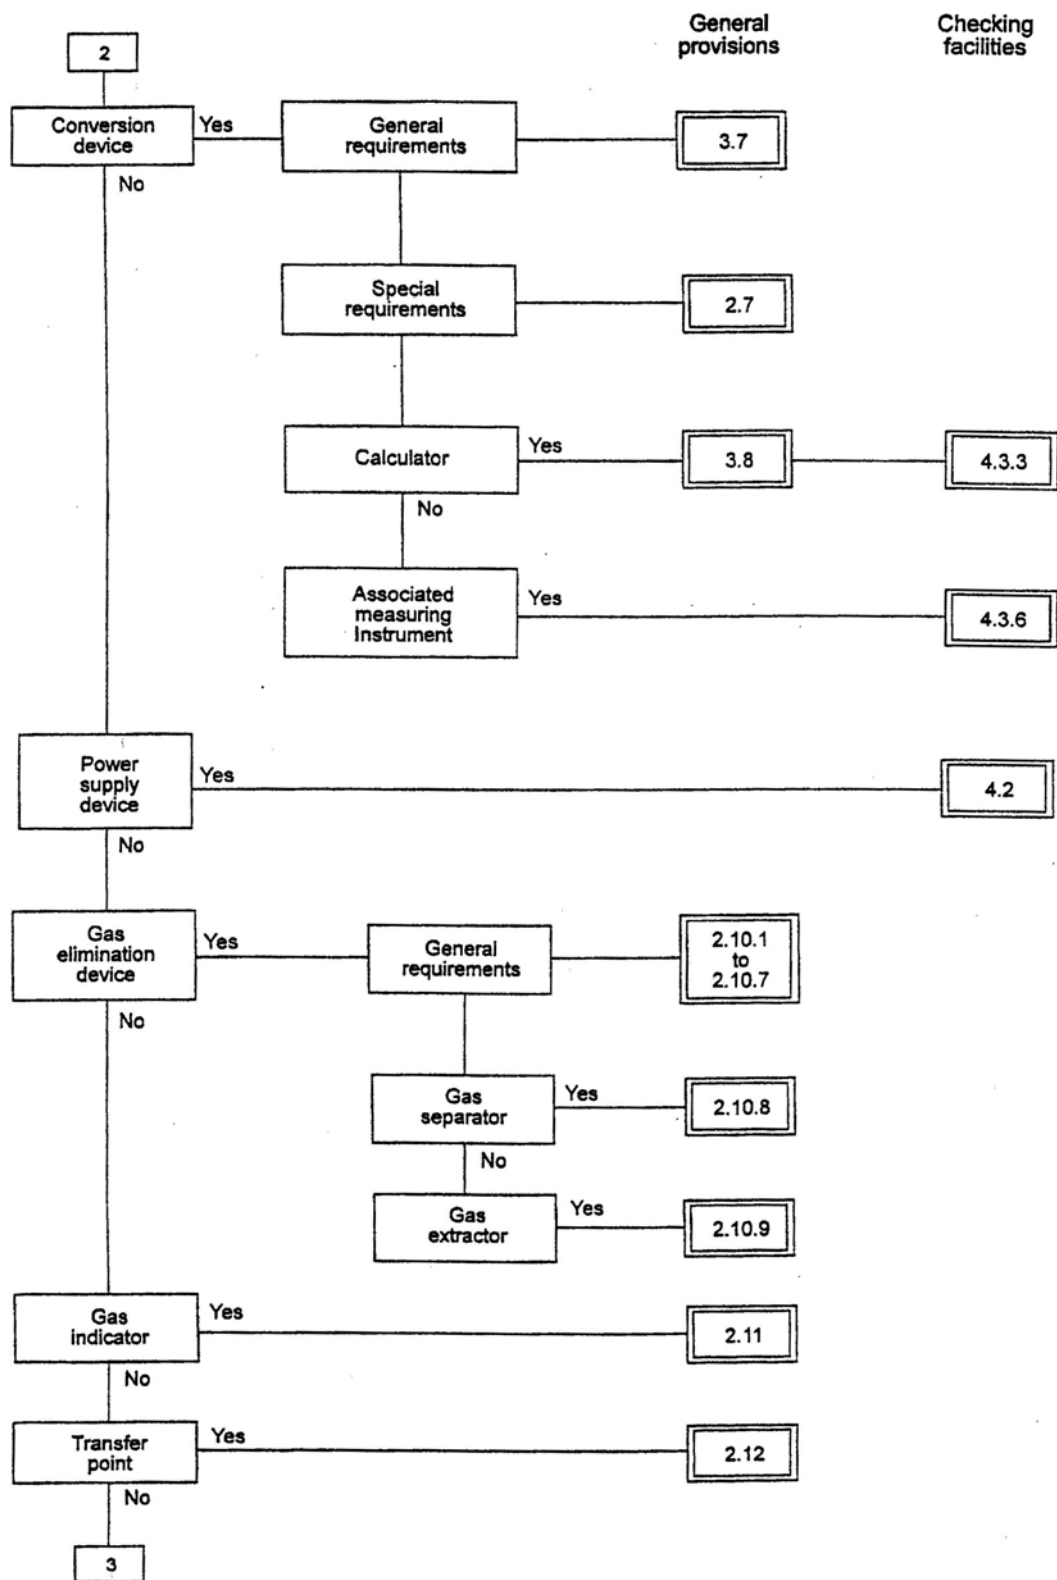 General
provisions
Checking
facilities
2
Conversion
device
Yes
General
requirements
3.7
No
Special
requirements
2.7
Calculator
Yes
3.8
4.3.3
No
Associated
measuring
Instrument
Yes
4.3.6
Power
supply
device
Yes
4.2
No
Gas
elimination
device
Yes
General
requirements
2.10.1
to
2.10.7
No
Gas
separator
Yes
2.10.8
No
Gas
extractor
Yes
2.10.9
Gas
indicator
Yes
2.11
No
Transfer
point
Yes
2.12
No
3